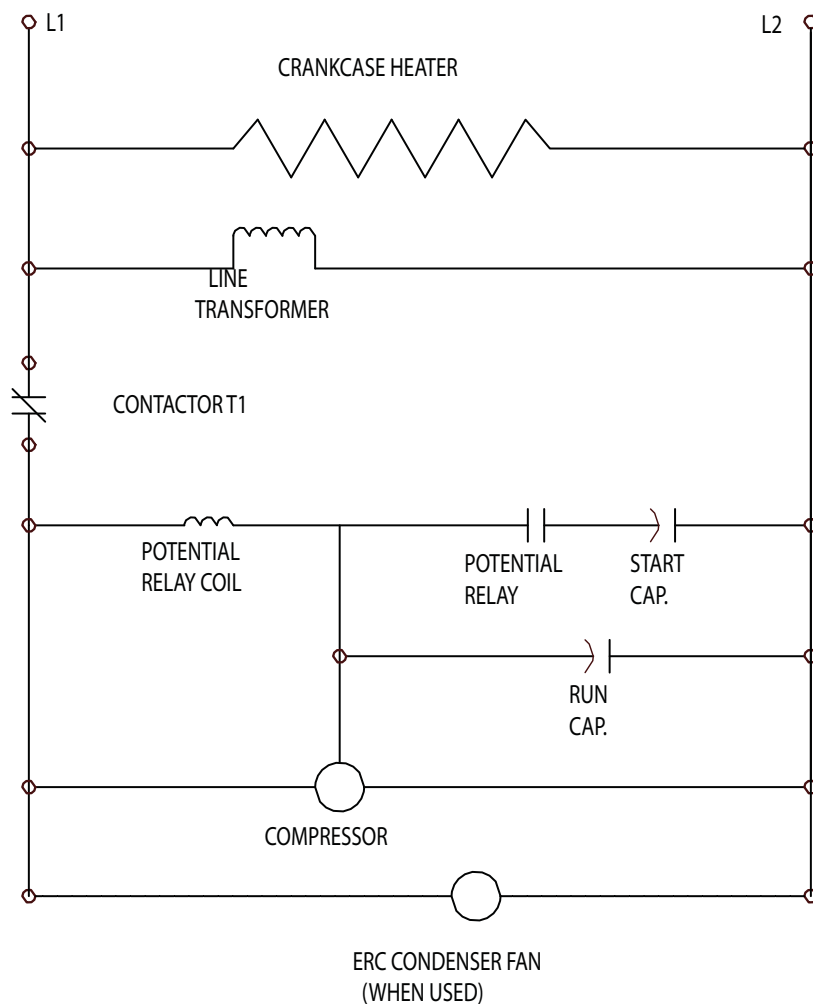 L1
L2
CRANKCASE HEATER
LINE
TRANSFORMER
CONTACTOR T1
POTENTIAL
RELAY COIL
POTENTIAL
RELAY
START
CAP.
RUN
CAP.
COMPRESSOR
ERC CONDENSER FAN
(WHEN USED)